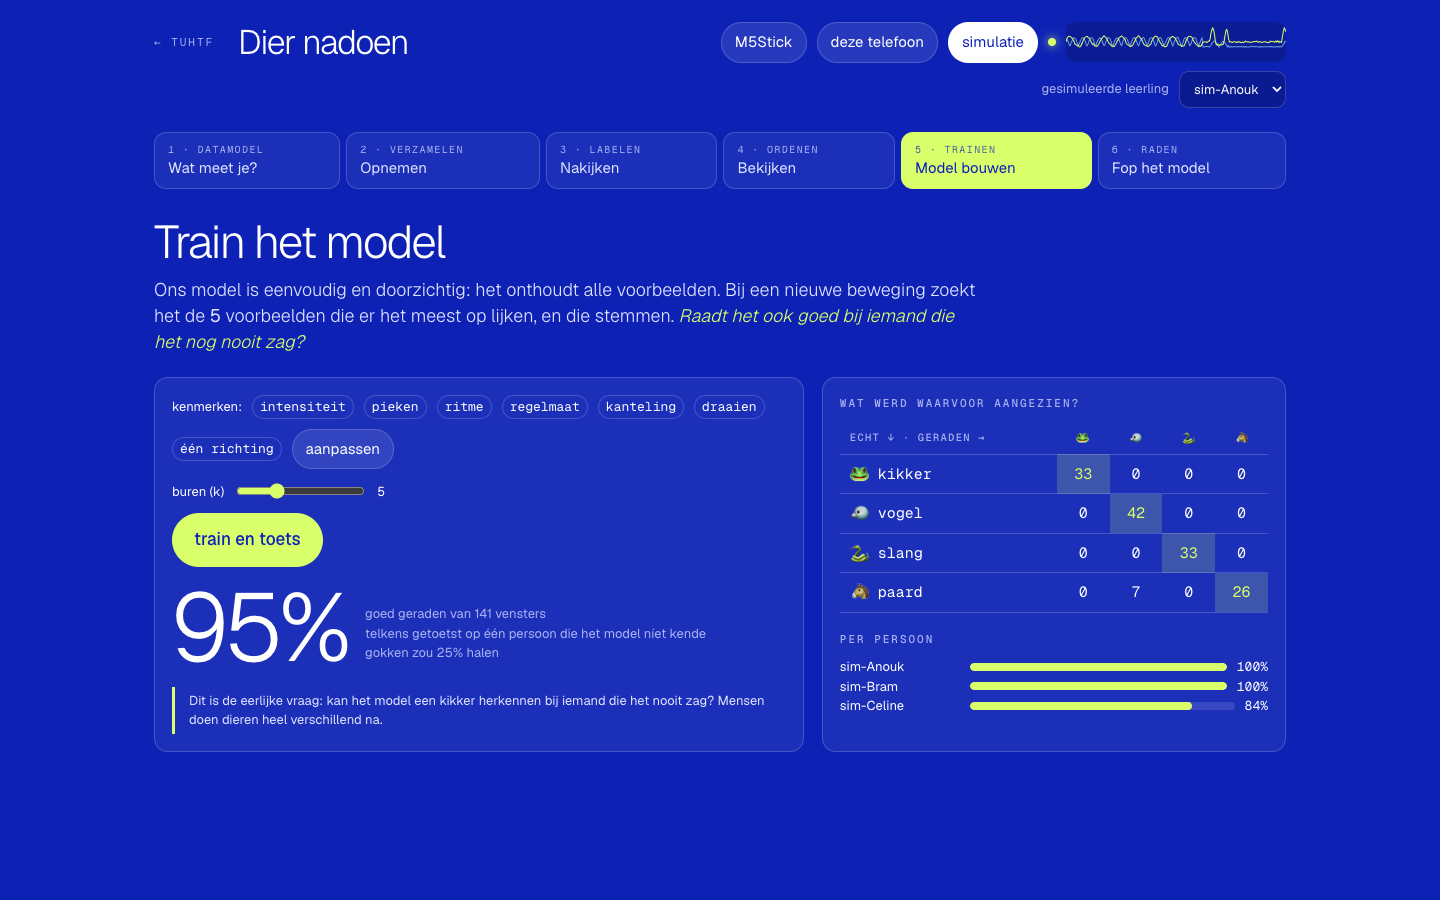 ← TUHTF
Dier nadoen
M5Stick
deze telefoon
simulatie
gesimuleerde leerling
sim-Anouk
1 · DATAMODEL
Wat meet je?
2 · VERZAMELEN
Opnemen
3 · LABELEN
Nakijken
4 · ORDENEN
Bekijken
5 · TRAINEN
Model bouwen
6 · RADEN
Fop het model
Train het model
Ons model is eenvoudig en doorzichtig: het onthoudt alle voorbeelden. Bij een nieuwe beweging zoekt
het de 5 voorbeelden die er het meest op lijken, en die stemmen. Raadt het ook goed bij iemand die
het nog nooit zag?
kenmerken: intensiteit pieken ritme regelmaat kanteling draaien
één richting aanpassen
buren (k) 5
train en toets
95%
goed geraden van 141 vensters
telkens getoetst op één persoon die het model níet kende
gokken zou 25% halen
Dit is de eerlijke vraag: kan het model een kikker herkennen bij iemand die het nooit zag? Mensen
doen dieren heel verschillend na.
WAT WERD WAARVOOR AANGEZIEN?
ECHT ↓ · GERADEN →
kikker 33 0 0 0
vogel 0 42 0 0
slang 0 0 33 0
paard 0 7 0 26
PER PERSOON
sim-Anouk 100%
sim-Bram 100%
sim-Celine 84%